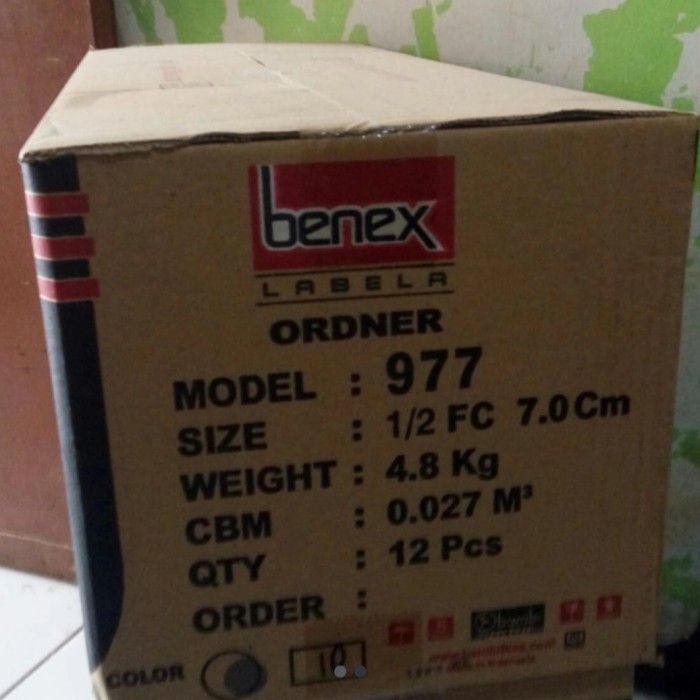 benex
LABELA
ORDNER
MODEL : 977
SIZE : 1/2 FC 7.0 Cm
WEIGHT : 4.8 Kg
CBM : 0.027 M³
QTY : 12 Pcs
ORDER :
bambi
COLOR 10